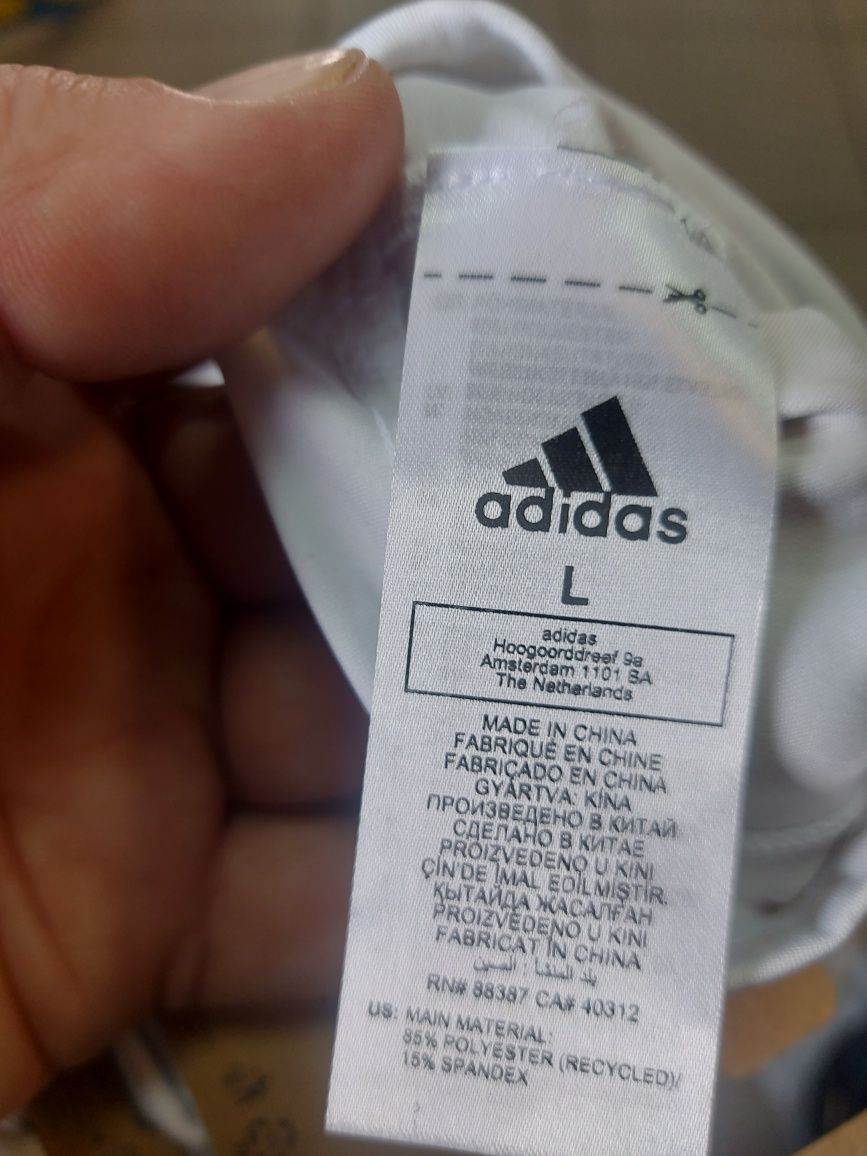 adidas
L
adidas
Hoogoorddreef 9a
Amsterdam 1101 BA
The Netherlands
MADE IN CHINA
FABRIQUÉ EN CHINE
FABRICADO EN CHINA
GYÁRTVA: KÍNA
ПРОИЗВЕДЕНО В КИТАЙ
СДЕЛАНО В КИТАЕ
PROIZVEDENO U KINI
ÇİN'DE İMAL EDİLMİŞTİR.
ҚЫТАЙДА ЖАСАЛҒАН
PROIZVEDENO U KINI
FABRICAT ÎN CHINA
بلد المنشأ : الصين
RN# 88387 CA# 40312
US: MAIN MATERIAL:
85% POLYESTER (RECYCLED)/
15% SPANDEX